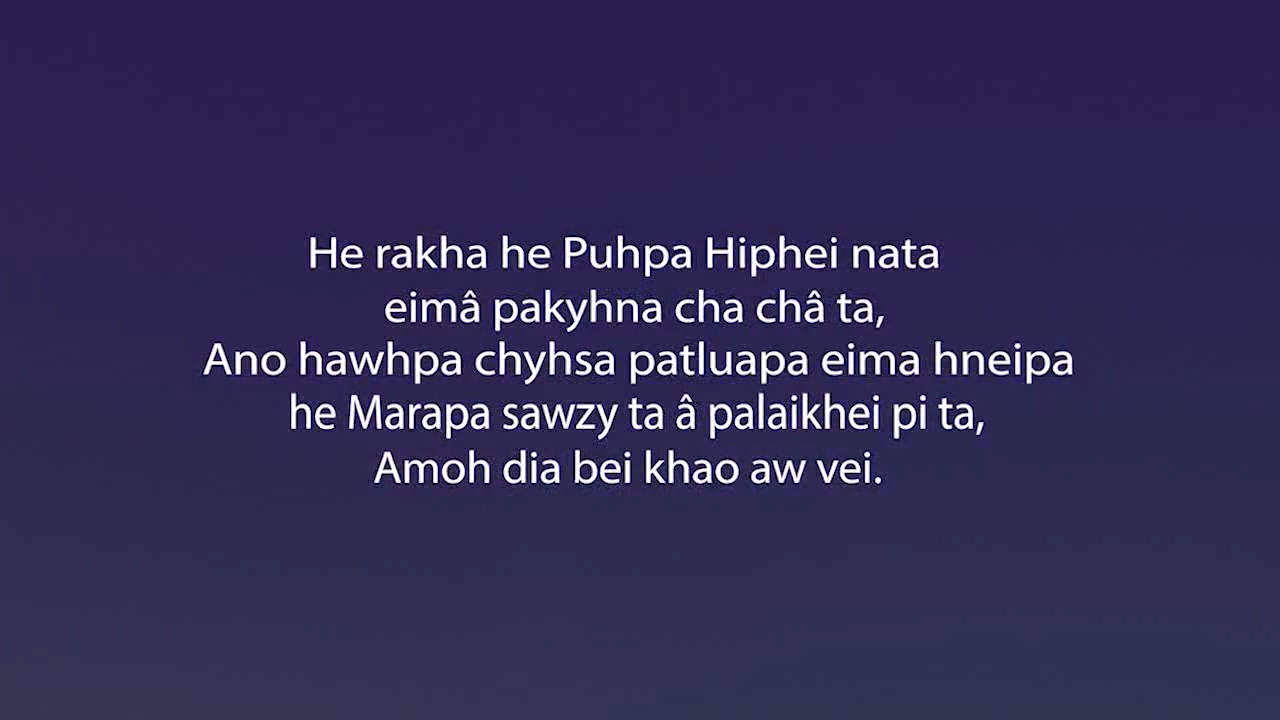 He rakha he Puhpa Hiphei nata
eimâ pakyhna cha châ ta,
Ano hawhpa chyhsa patluapa eima hneipa
he Marapa sawzy ta â palaikhei pi ta,
Amoh dia bei khao aw vei.